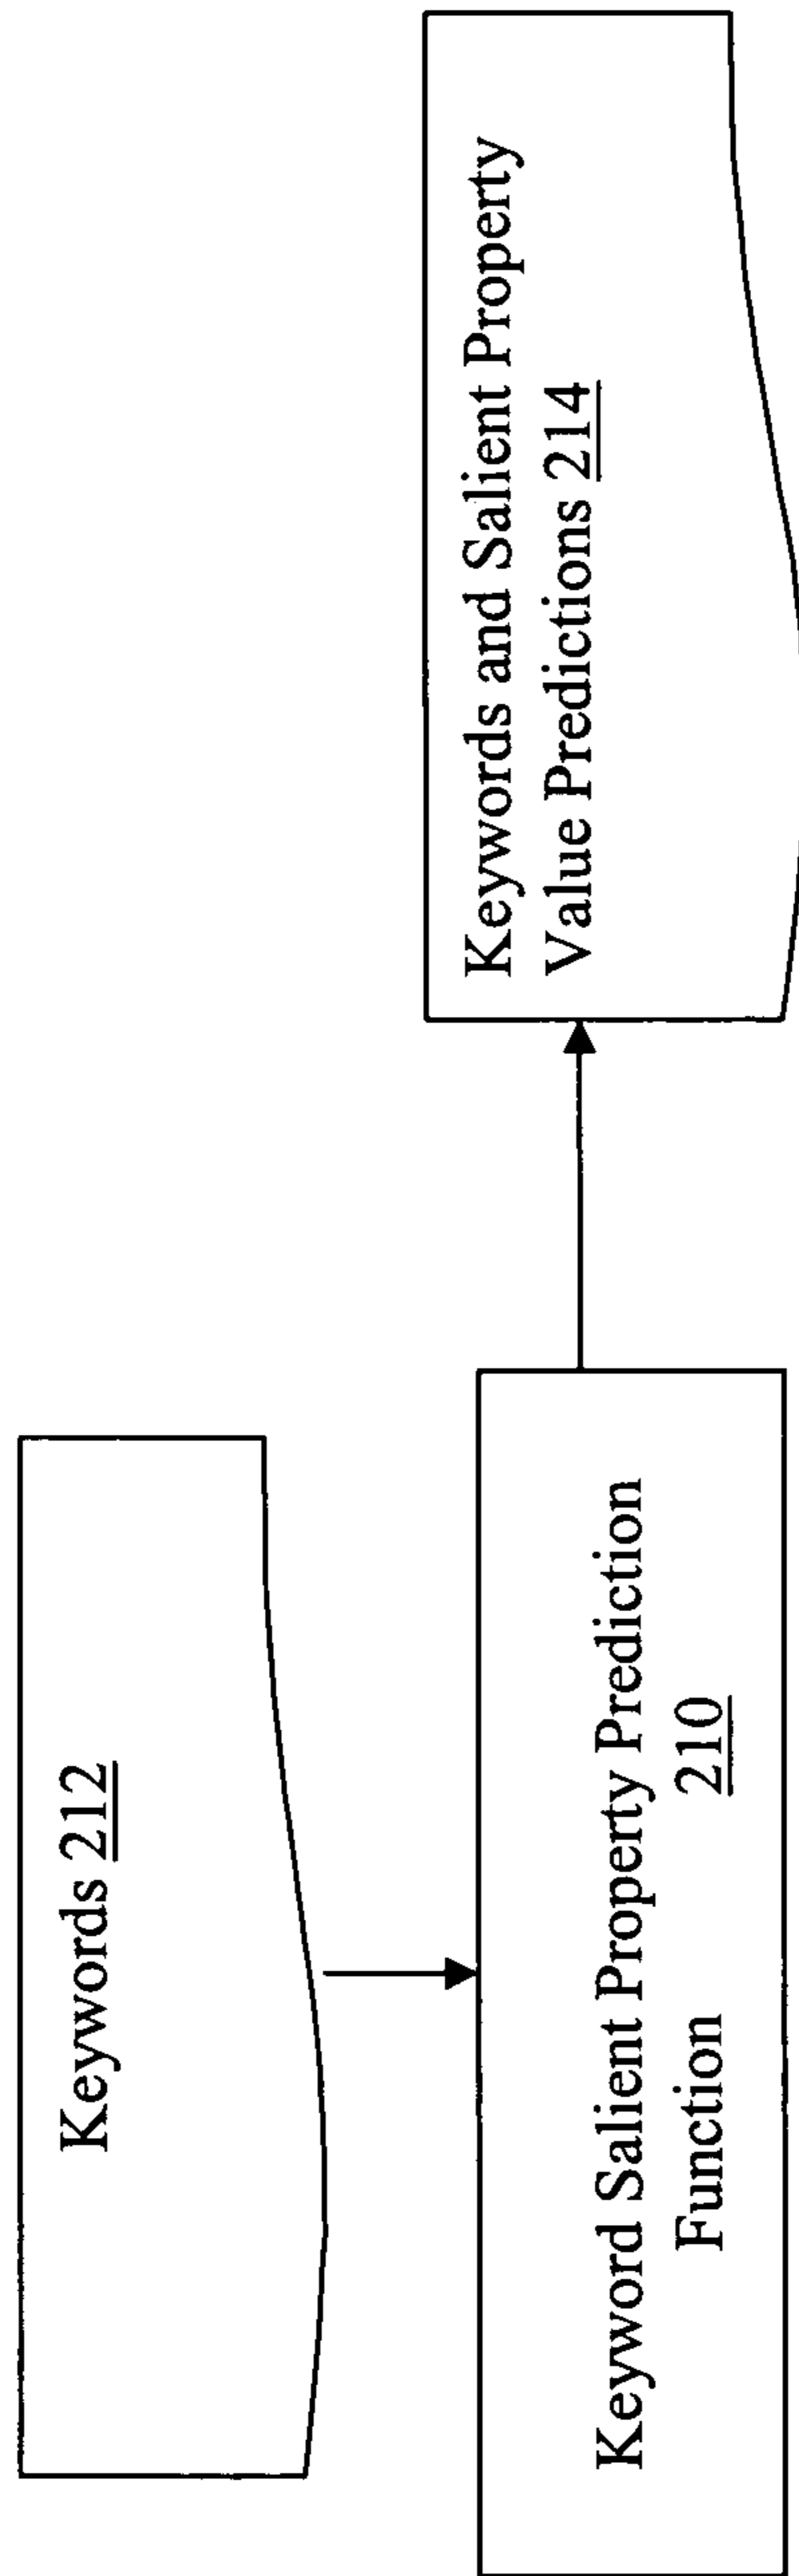 Keywords 212
Keyword Salient Property Prediction
Function 210
Keywords and Salient Property
Value Predictions 214